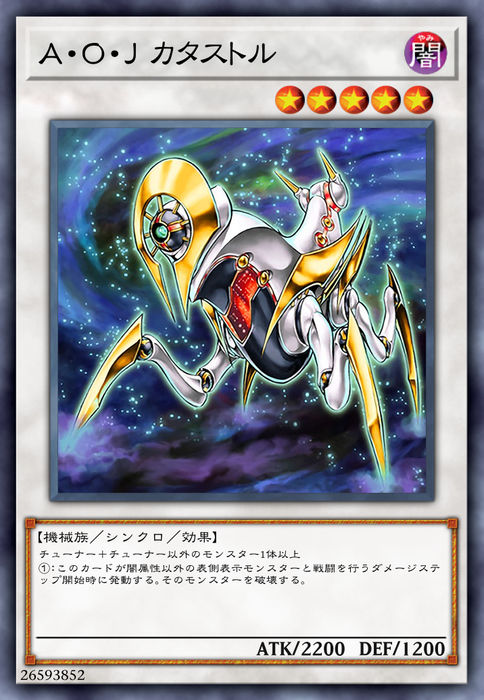 A・O・J カタストル
やみ
闇
【機械族／シンクロ／効果】
チューナー＋チューナー以外のモンスター1体以上
①：このカードが闇属性以外の表側表示モンスターと戦闘を行うダメージステ
ップ開始時に発動する。そのモンスターを破壊する。
ATK/2200 DEF/1200
26593852